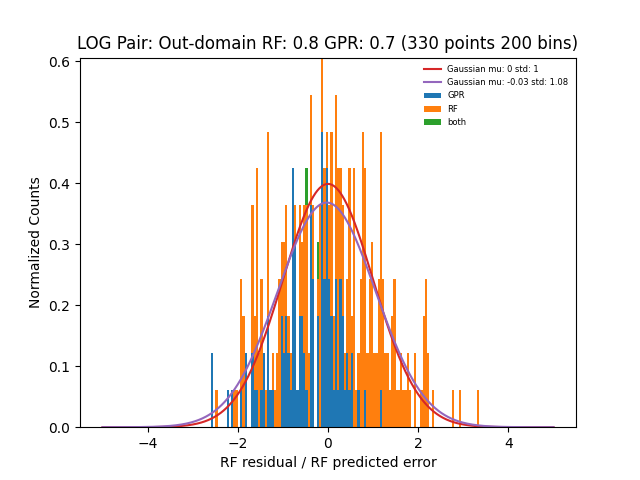 LOG Pair: Out-domain RF: 0.8 GPR: 0.7 (330 points 200 bins)
Gaussian mu: 0 std: 1
Gaussian mu: -0.03 std: 1.08
GPR
RF
both
Normalized Counts
0.6
0.5
0.4
0.3
0.2
0.1
0.0
−4 −2 0 2 4
RF residual / RF predicted error